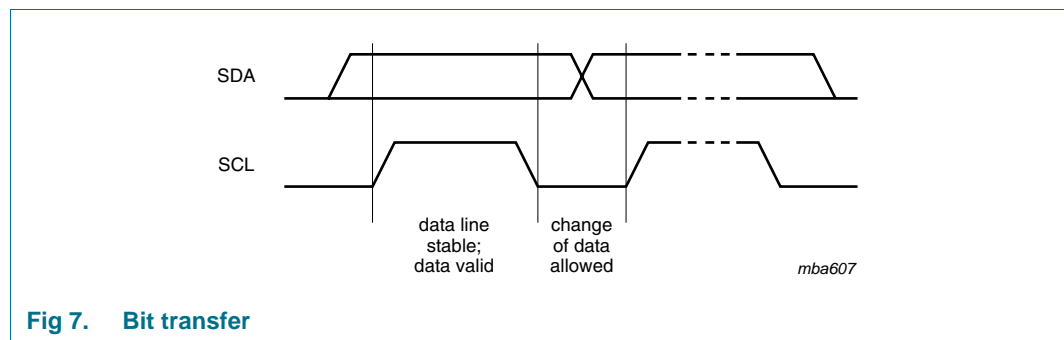 SDA
SCL
data line
stable;
data valid
change
of data
allowed
mba607
Fig 7. Bit transfer